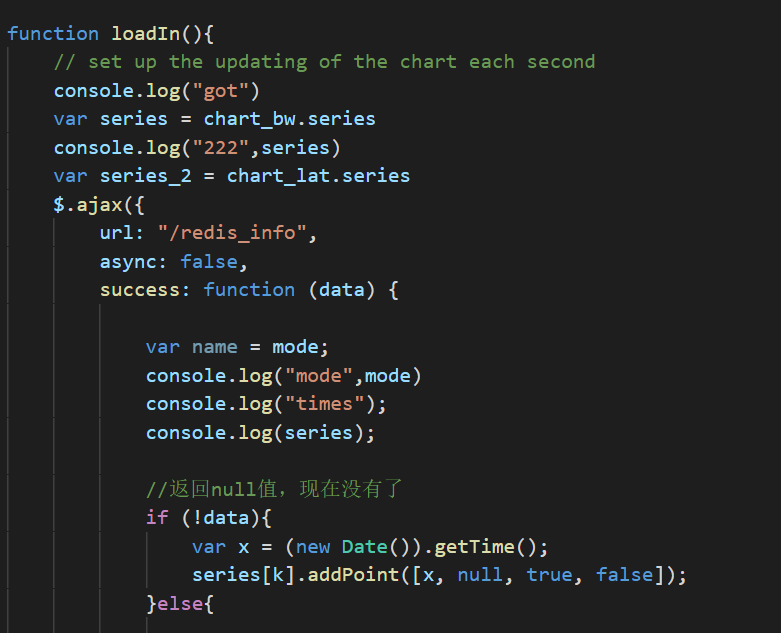 function loadIn(){
// set up the updating of the chart each second
console.log("got")
var series = chart_bw.series
console.log("222",series)
var series_2 = chart_lat.series
$.ajax({
url: "/redis_info",
async: false,
success: function (data) {
var name = mode;
console.log("mode",mode)
console.log("times");
console.log(series);
//返回null值，现在没有了
if (!data){
var x = (new Date()).getTime();
series[k].addPoint([x, null, true, false]);
}else{